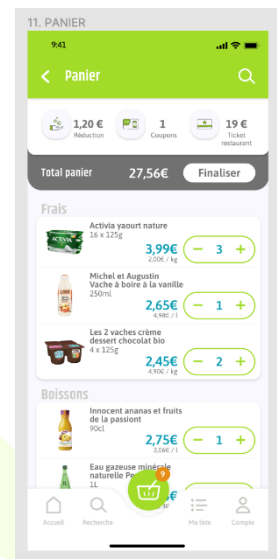 11. PANIER
9:41
Panier
1,20 €
Réduction
1
Coupons
19 €
Ticket
restaurant
Total panier 27,56€ Finaliser
Frais
Activia yaourt nature
16 x 125g
ACTIVIA
3,99€
2,00€ / kg
− 3 +
Michel et Augustin
Vache à boire à la vanille
250ml
2,65€
4,98€ / l
− 1 +
Les 2 vaches crème
dessert chocolat bio
4 x 125g
2,45€
4,90€ / kg
− 2 +
Boissons
Innocent ananas et fruits
de la passiont
90cl
2,75€
3,06€ / l
− 1 +
Eau gazeuse minérale
naturelle
1L
9
€
− 1 +
Accueil
Recherche
Ma liste
Compte